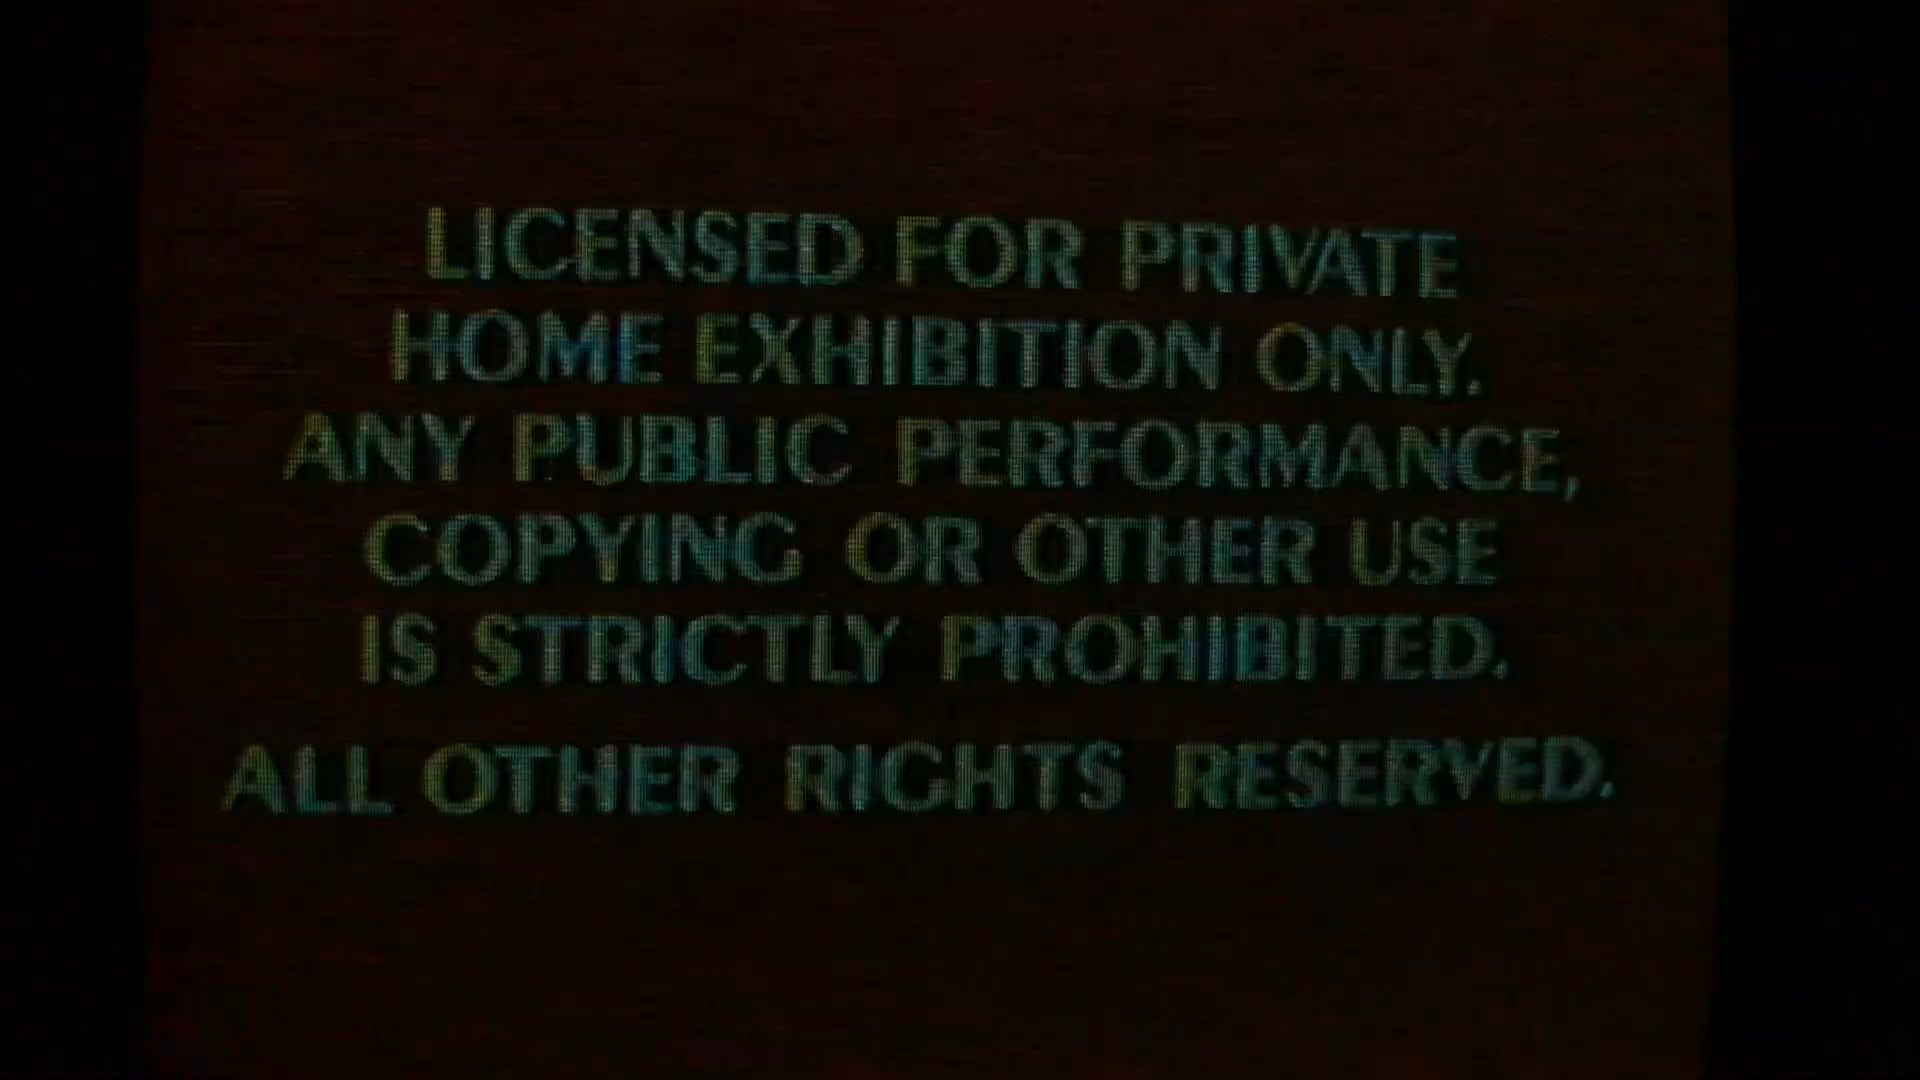 LICENSED FOR PRIVATE
HOME EXHIBITION ONLY.
ANY PUBLIC PERFORMANCE,
COPYING OR OTHER USE
IS STRICTLY PROHIBITED.
ALL OTHER RIGHTS RESERVED.